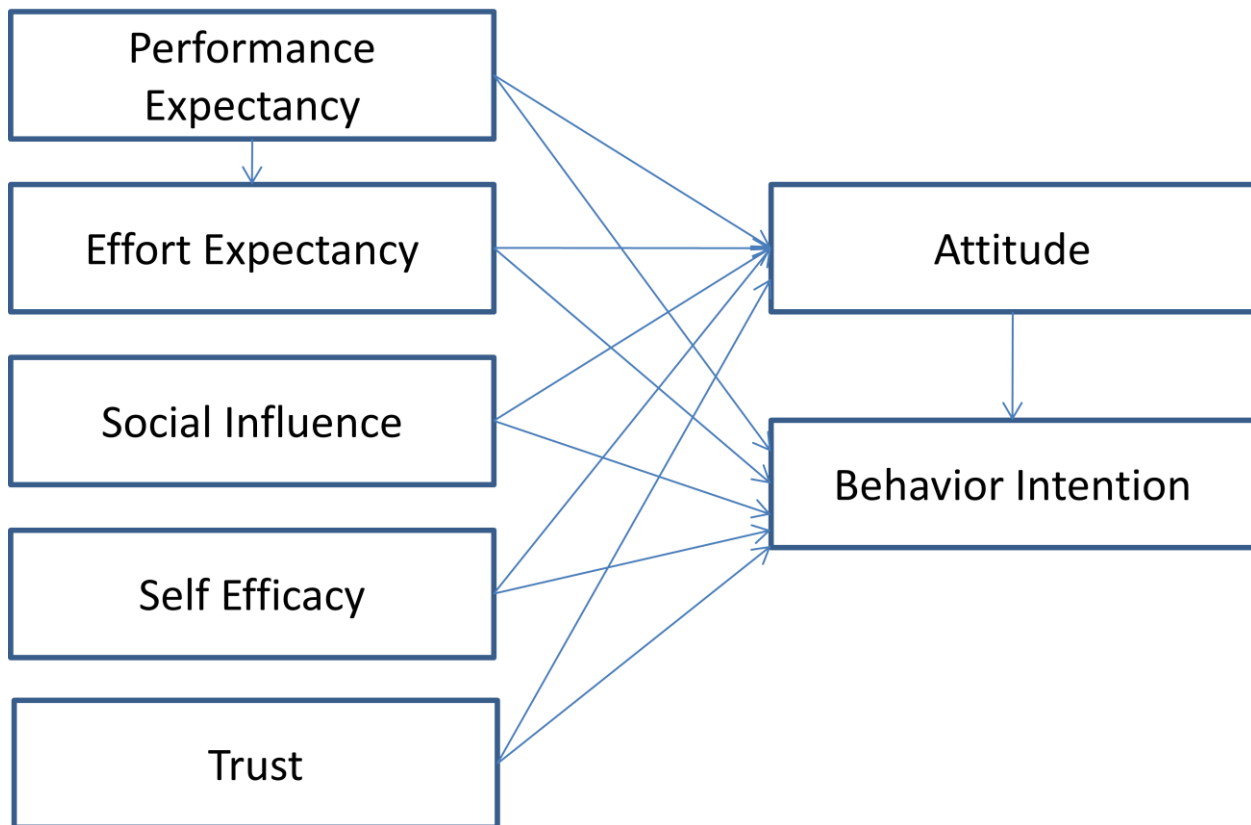 Performance
Expectancy
Effort Expectancy
Attitude
Social Influence
Behavior Intention
Self Efficacy
Trust